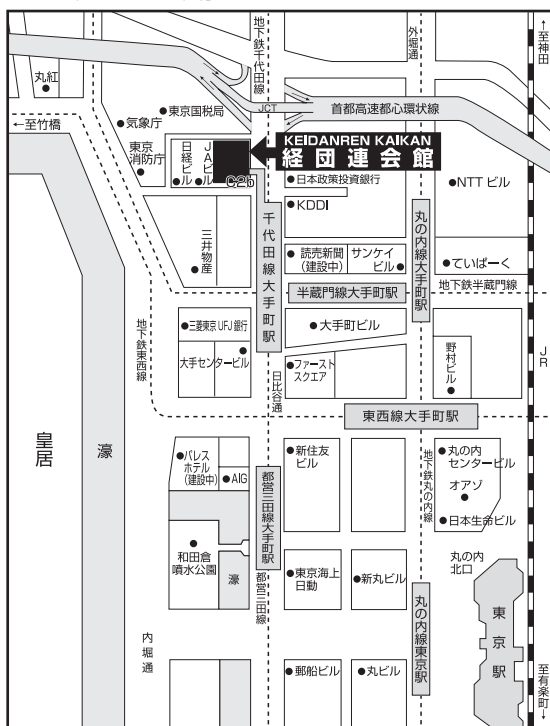 地下鉄千代田線
外堀通
←至神田
丸紅
東京国税局
気象庁
←至竹橋
JCT
首都高速都心環状線
東京
消防庁
日経ビル
JAビル
C2b
KEIDANREN KAIKAN
経団連会館
日本政策投資銀行
KDDI
NTTビル
三井物産
千代田線大手町駅
読売新聞
(建設中)
サンケイ
ビル
丸の内線大手町駅
ていぱーく
地下鉄半蔵門線
半蔵門線大手町駅
地下鉄東西線
三菱東京UFJ銀行
大手センタービル
大手町ビル
日比谷通
ファースト
スクエア
野村ビル
JR
東西線大手町駅
皇居
濠
パレス
ホテル
(建設中)
AIG
都営三田線大手町駅
新住友
ビル
地下鉄丸の内線
丸の内
センタービル
オアゾ
日本生命ビル
和田倉
噴水公園
濠
都営三田線
東京海上
日動
新丸ビル
丸の内
北口
丸の内線東京駅
東京駅
内堀通
郵船ビル
丸ビル
至有楽町→